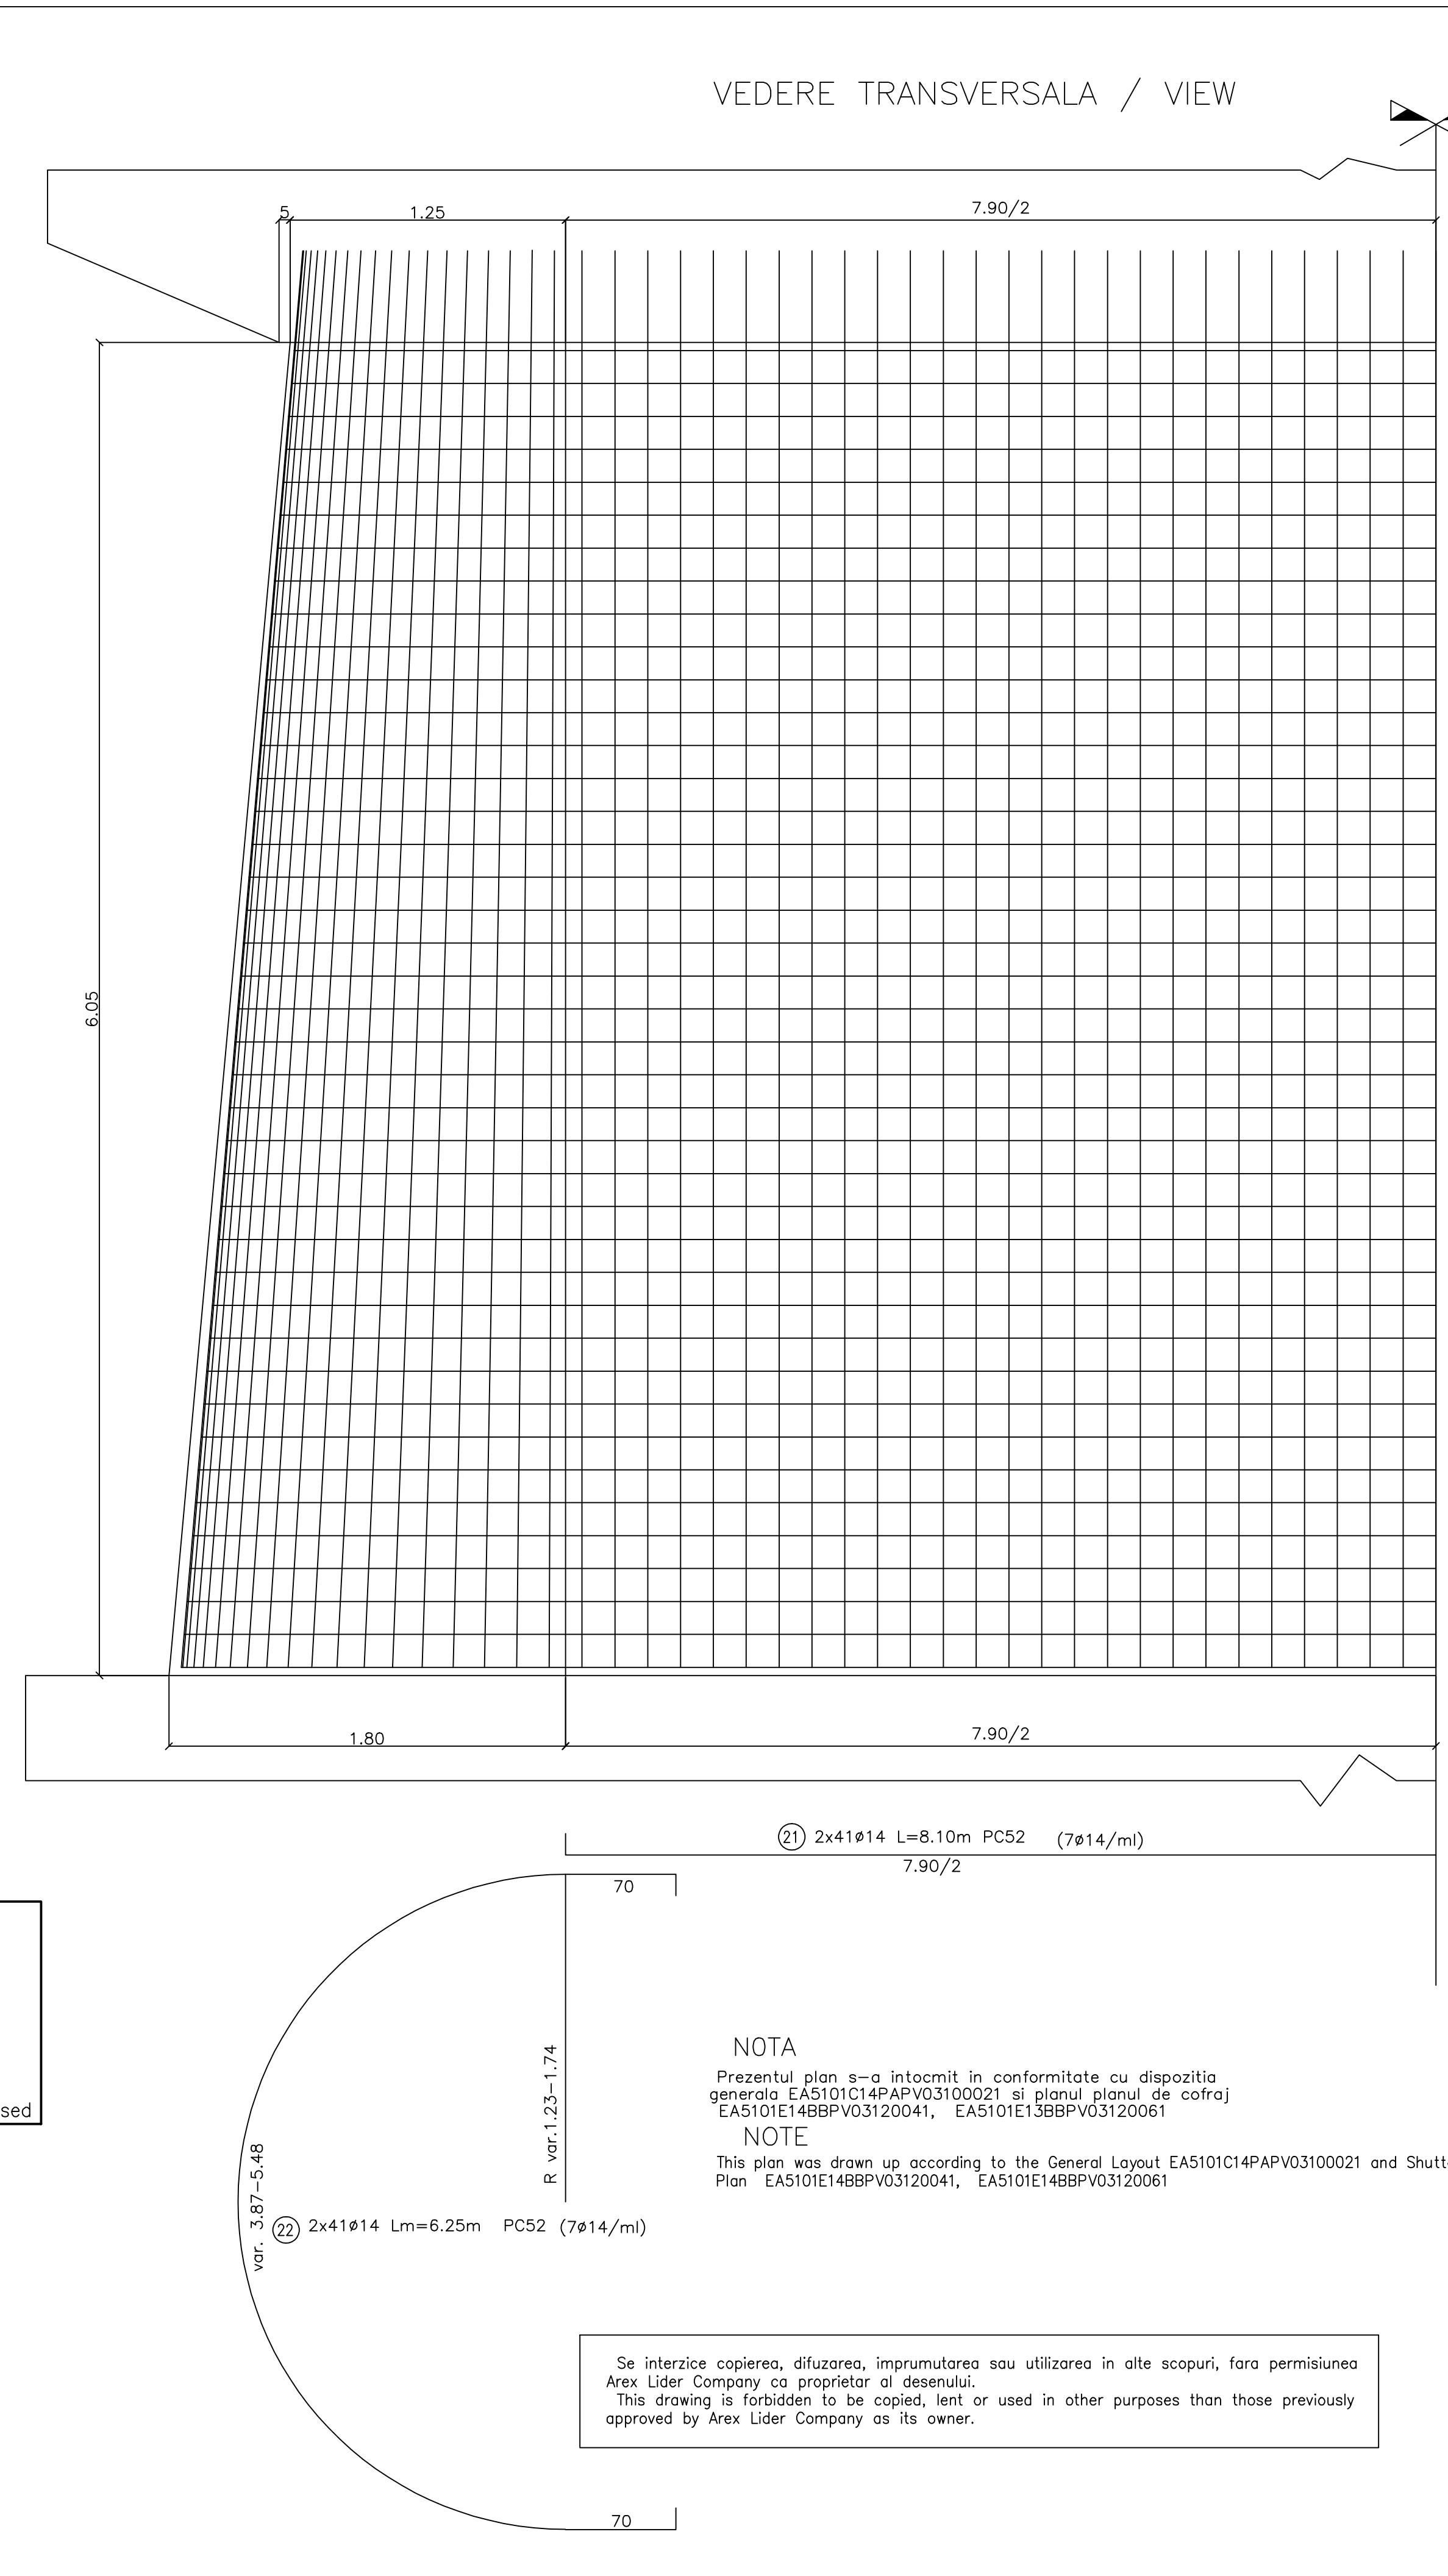 VEDERE TRANSVERSALA / VIEW
5
1.25
7.90/2
6.05
1.80
7.90/2
21 2x41ø14 L=8.10m PC52 (7ø14/ml)
7.90/2
70
R var.1.23-1.74
var. 3.87-5.48
22 2x41ø14 Lm=6.25m PC52 (7ø14/ml)
70
sed
NOTA
Prezentul plan s-a intocmit in conformitate cu dispozitia
generala EA5101C14PAPV03100021 si planul planul de cofraj
EA5101E14BBPV03120041, EA5101E13BBPV03120061
NOTE
This plan was drawn up according to the General Layout EA5101C14PAPV03100021 and Shutt
Plan EA5101E14BBPV03120041, EA5101E14BBPV03120061
Se interzice copierea, difuzarea, imprumutarea sau utilizarea in alte scopuri, fara permisiunea
Arex Lider Company ca proprietar al desenului.
This drawing is forbidden to be copied, lent or used in other purposes than those previously
approved by Arex Lider Company as its owner.